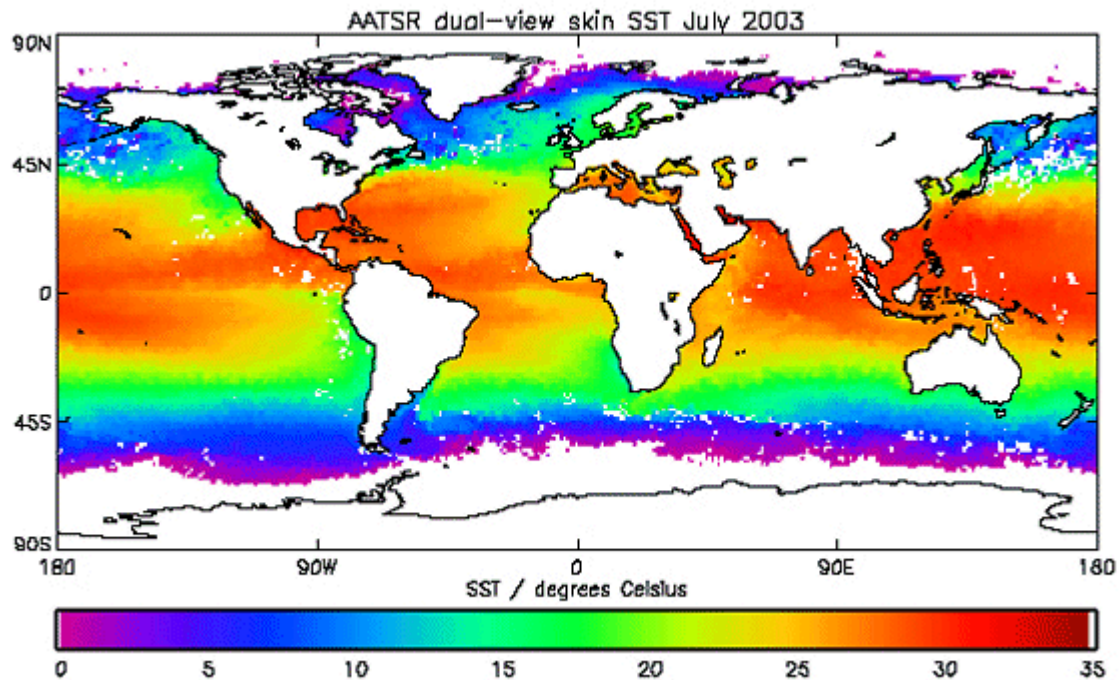 AATSR dual-view skin SST July 2003
90N
45N
0
45S
90S
180 90W 0 90E 180
SST / degrees Celsius
0 5 10 15 20 25 30 35